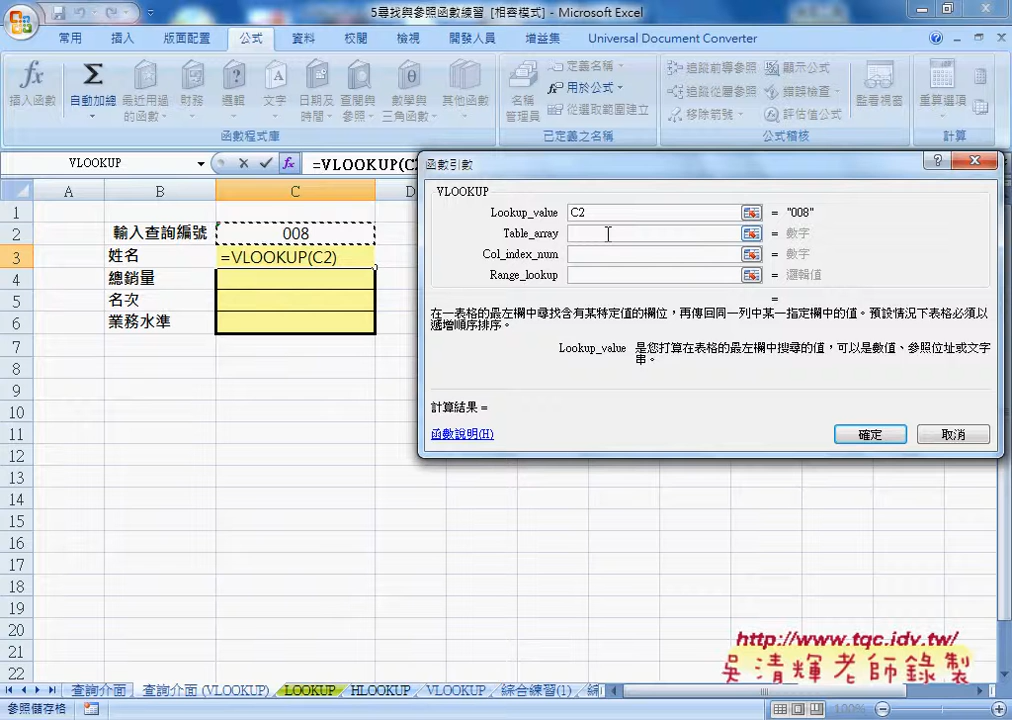 5尋找與參照函數練習 [相容模式] - Microsoft Excel
常用 插入 版面配置 公式 資料 校閱 檢視 開發人員 增益集 Universal Document Converter
插入函數 自動加總 最近用過的函數 財務 邏輯 文字 日期及時間 查閱與參照 數學與三角函數 其他函數 名稱管理員 定義名稱 用於公式 從選取範圍建立 追蹤前導參照 追蹤從屬參照 移除箭號 顯示公式 錯誤檢查 評估值公式 監看視窗 重算選項
函數程式庫 已定義之名稱 公式稽核 計算
VLOOKUP =VLOOKUP(C2
函數引數
VLOOKUP
Lookup_value C2 = "008"
Table_array = 數字
Col_index_num = 數字
Range_lookup = 邏輯值
=
在一表格的最左欄中尋找含有某特定值的欄位，再傳回同一列中某一指定欄中的值。預設情況下表格必須以
遞增順序排序。
Lookup_value 是您打算在表格的最左欄中搜尋的值，可以是數值、參照位址或文字
串。
計算結果 =
函數說明(H) 確定 取消
A B C D
1
2 輸入查詢編號 008
3 姓名 =VLOOKUP(C2)
4 總銷量
5 名次
6 業務水準
7
8
9
10
11
12
13
14
15
16
17
18
19
20
21
22
http://www.tqc.idv.tw/
吳清輝老師錄製
查詢介面 查詢介面 (VLOOKUP) LOOKUP HLOOKUP VLOOKUP 綜合練習(1) 綜
參照儲存格 100%